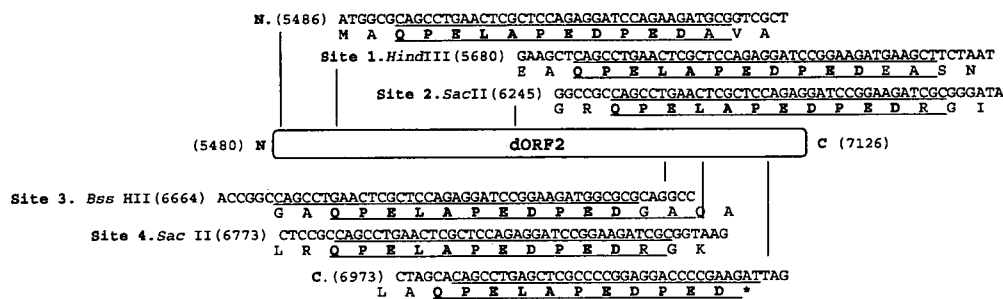 N. (5486) ATGGCGCAGCCTGAACTCGCTCCAGAGGATCCAGAAGATGCGGTCGCT
M A Q P E L A P E D P E D A V A
Site 1. HindIII (5680) GAAGCTCAGCCTGAACTCGCTCCAGAGGATCCGGAAGATGAAGCTTCTAAT
E A Q P E L A P E D P E D E A S N
Site 2. SacII (6245) GGCCGCCAGCCTGAACTCGCTCCAGAGGATCCGGAAGATCGCGGGATA
G R Q P E L A P E D P E D R G I
(5480) N dORF2 C (7126)
Site 3. Bss HII (6664) ACCGGCCAGCCTGAACTCGCTCCAGAGGATCCGGAAGATGGCGCGCAGGCC
G A Q P E L A P E D P E D G A Q A
Site 4. Sac II (6773) CTCCGCCAGCCTGAACTCGCTCCAGAGGATCCGGAAGATCGCGGTAAG
L R Q P E L A P E D P E D R G K
C. (6973) CTAGCACAGCCTGAGCTCGCCCCGGAGGACCCCGAAGATTAG
L A Q P E L A P E D P E D *